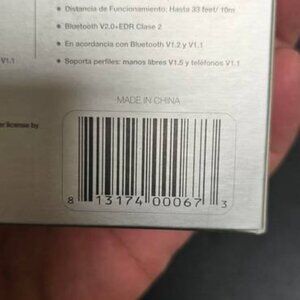 • Distancia de Funcionamiento: Hasta 33 feet/ 10m
• Bluetooth V2.0+EDR Clase 2
• En acordancia con Bluetooth V1.2 y V1.1
V1.1
• Soporta perfiles: manos libres V1.5 y teléfonos V1.1
MADE IN CHINA
license by
8 13174 00067 3